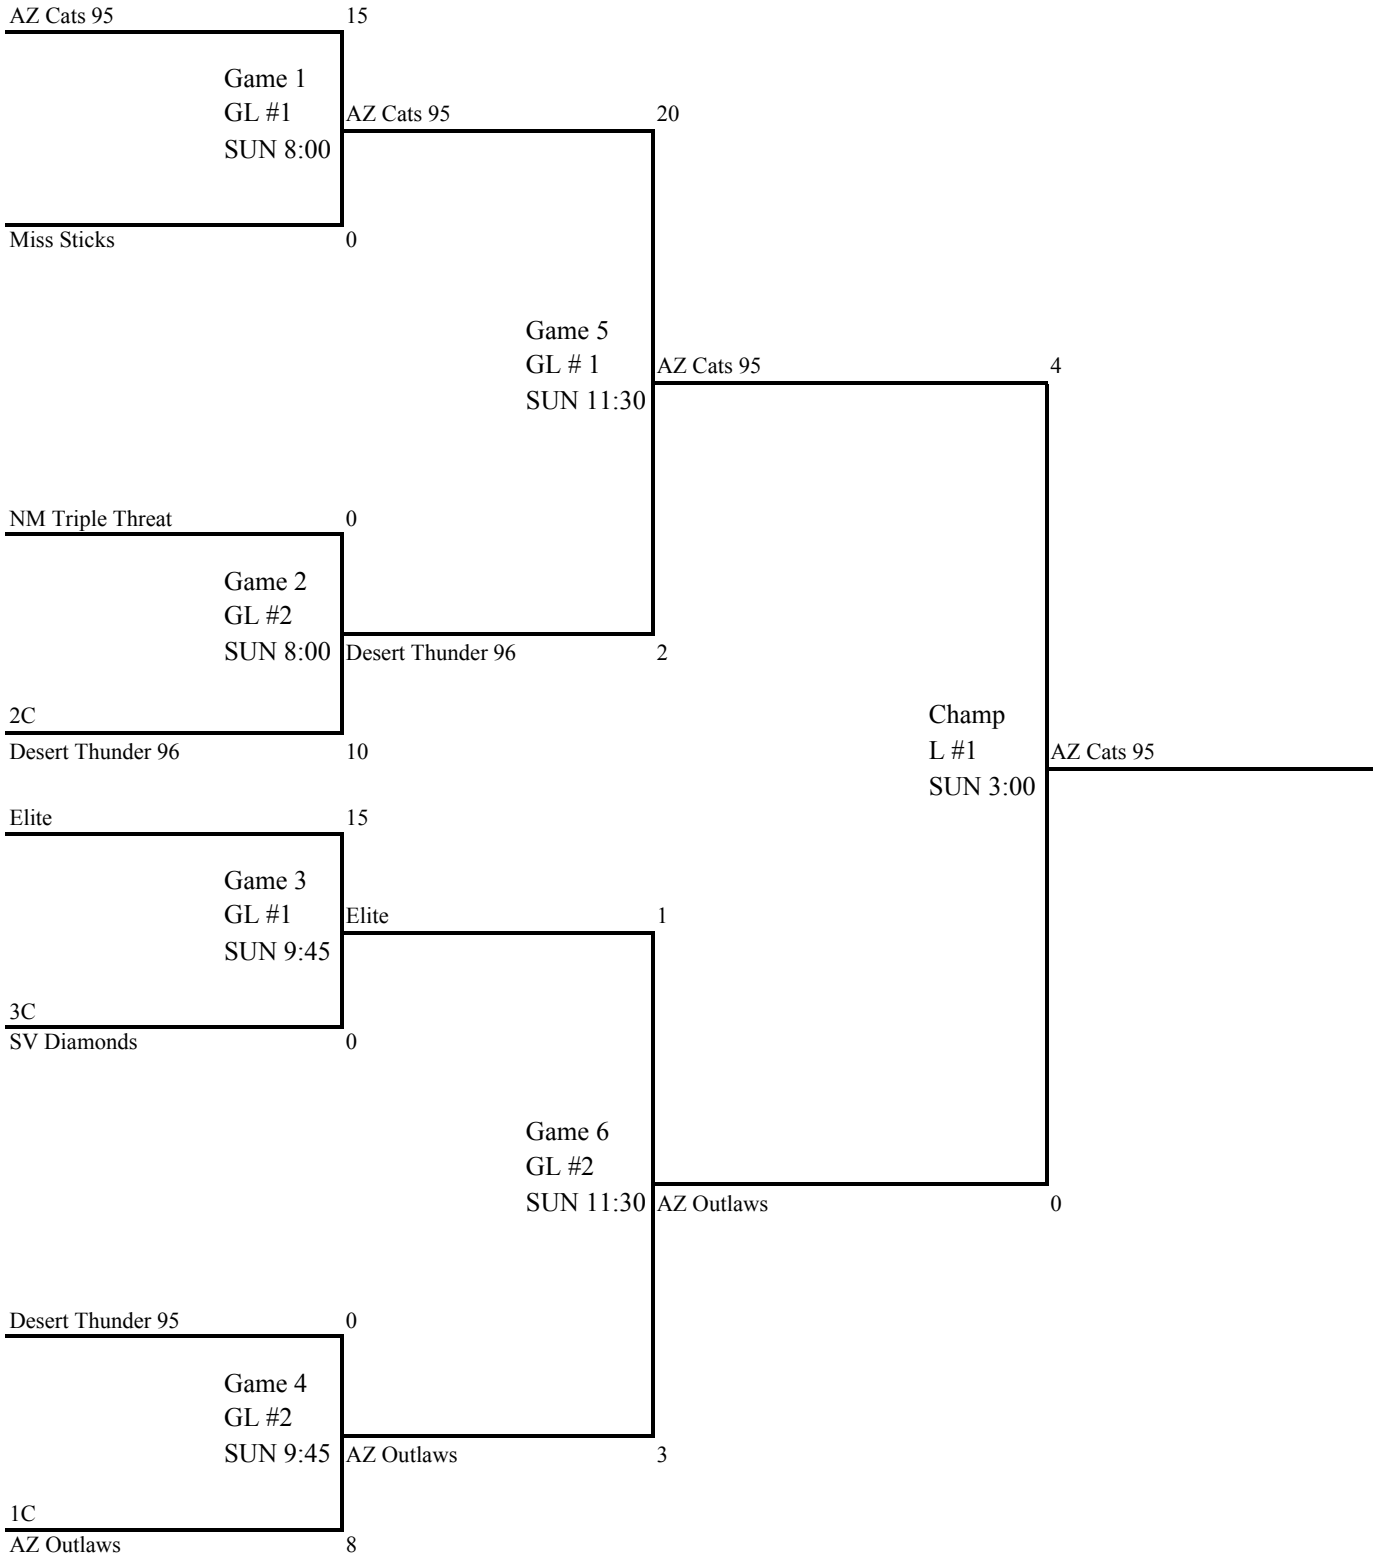 AZ Cats 95 15
Game 1
GL #1
SUN 8:00
AZ Cats 95 20
Miss Sticks 0
Game 5
GL # 1
SUN 11:30
AZ Cats 95 4
NM Triple Threat 0
Game 2
GL #2
SUN 8:00
Desert Thunder 96 2
2C
Desert Thunder 96 10
Champ
L #1
SUN 3:00
AZ Cats 95
Elite 15
Game 3
GL #1
SUN 9:45
Elite 1
3C
SV Diamonds 0
Game 6
GL #2
SUN 11:30
AZ Outlaws 0
Desert Thunder 95 0
Game 4
GL #2
SUN 9:45
AZ Outlaws 3
1C
AZ Outlaws 8